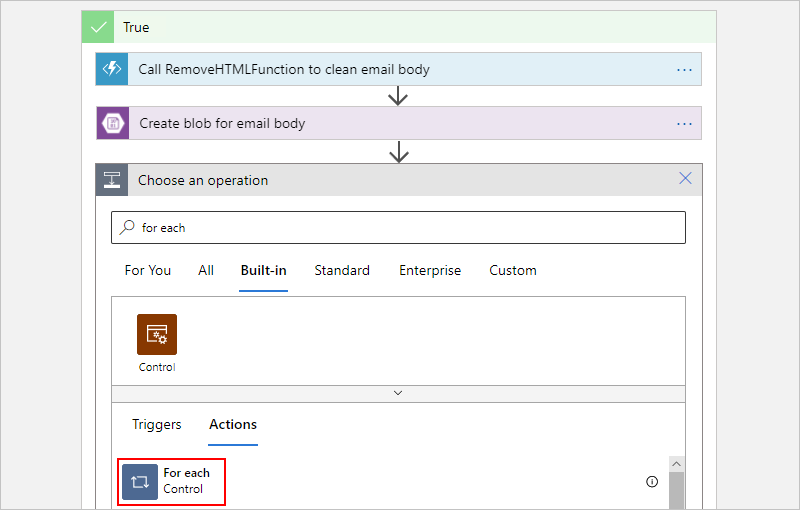 True
Call RemoveHTMLFunction to clean email body
...
Create blob for email body
...
Choose an operation
for each
For You All Built-in Standard Enterprise Custom
Control
Triggers Actions
For each
Control